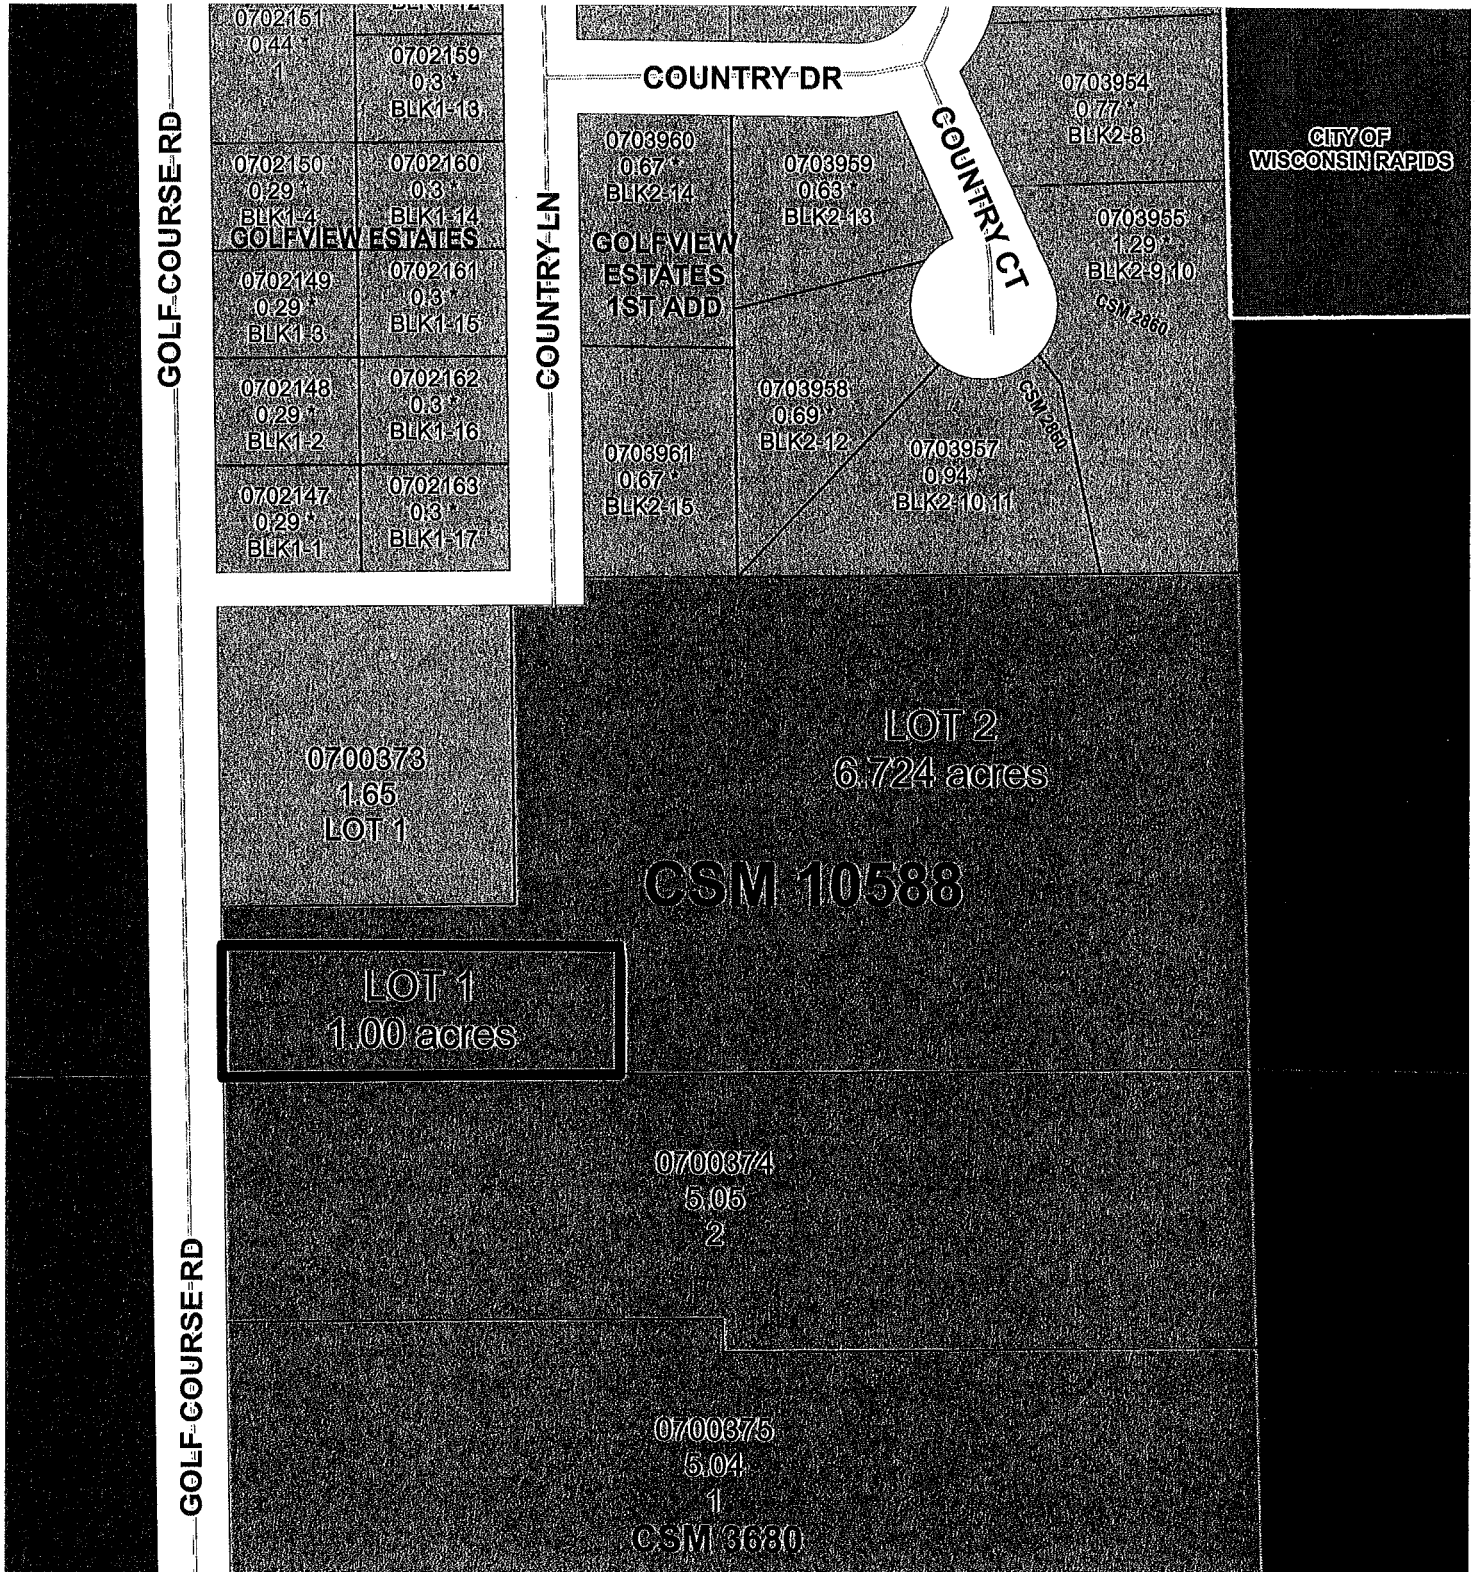 0702151
0.44 *
1
BLK1-12
0702159
0.3 *
BLK1-13
0702150
0.29 *
BLK1-4
0702160
0.3 *
BLK1-14
GOLFVIEW ESTATES
0702149
0.29 *
BLK1-3
0702161
0.3 *
BLK1-15
0702148
0.29 *
BLK1-2
0702162
0.3 *
BLK1-16
0702147
0.29 *
BLK1-1
0702163
0.3 *
BLK1-17
GOLF COURSE RD
COUNTRY LN
COUNTRY DR
COUNTRY CT
0703960
0.67 *
BLK2-14
GOLFVIEW
ESTATES
1ST ADD
0703959
0.63 *
BLK2-13
0703954
0.77 *
BLK2-8
0703955
1.29 *
BLK2-9,10
CSM 2860
CITY OF
WISCONSIN RAPIDS
0703961
0.67 *
BLK2-15
0703958
0.69 *
BLK2-12
0703957
0.94 *
BLK2-10,11
CSM 2860
0700373
1.65
LOT 1
LOT 2
6.724 acres
CSM 10588
LOT 1
1.00 acres
0700374
5.05
2
GOLF COURSE RD
0700375
5.04
1
CSM 3680